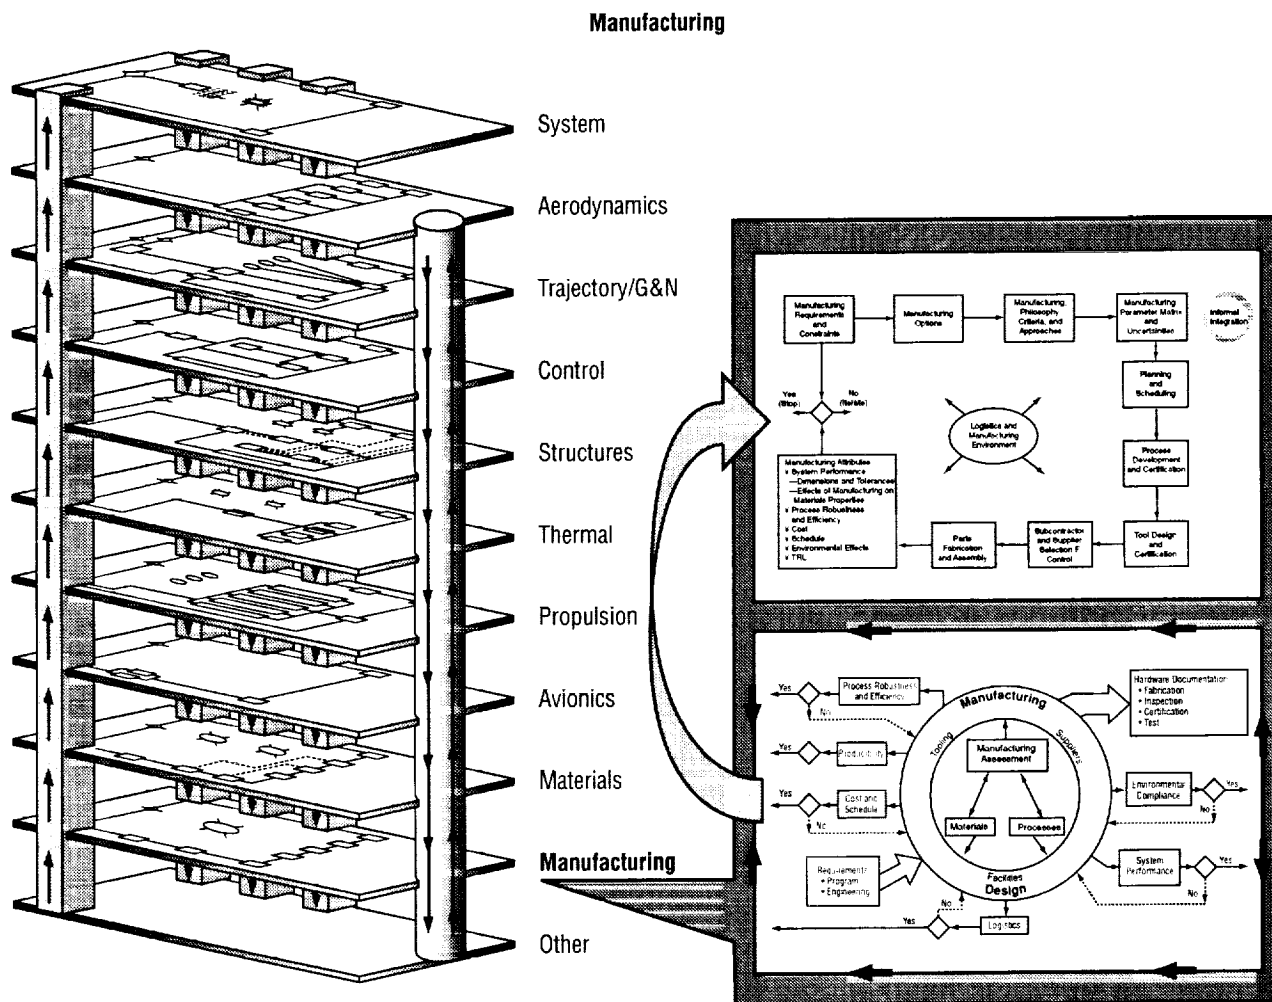 Manufacturing
System
Aerodynamics
Trajectory/G&N
Control
Structures
Thermal
Propulsion
Avionics
Materials
Manufacturing
Other
Manufacturing
Requirements
and
Constraints
Manufacturing
Options
Manufacturing,
Philosophy
Criteria, and
Approaches
Manufacturing
Parameter Matrix
and
Uncertainties
Informal
Integration
Planning
and
Scheduling
Yes
(Stop)
No
(Iterate)
Logistics and
Manufacturing
Environment
Process
Development
and Certification
Manufacturing Attributes
¥ System Performance
—Dimensions and Tolerances
—Effects of Manufacturing on
Materials Properties
¥ Process Robustness
and Efficiency
¥ Cost
¥ Schedule
¥ Environmental Effects
¥ TRL
Parts
Fabrication
and Assembly
Subcontractor
and Supplier
Selection F
Control
Tool Design
and
Certification
Yes
No
Process Robustness
and Efficiency
Manufacturing
Tooling
Suppliers
Hardware Documentation:
• Fabrication
• Inspection
• Certification
• Test
Yes
Producibility
Manufacturing
Assessment
Yes
No
Cost and
Schedule
Materials
Processes
Environmental
Compliance
Yes
No
Requirements
• Program
• Engineering
Facilities
Design
System
Performance
Yes
No
No
Yes
Logistics